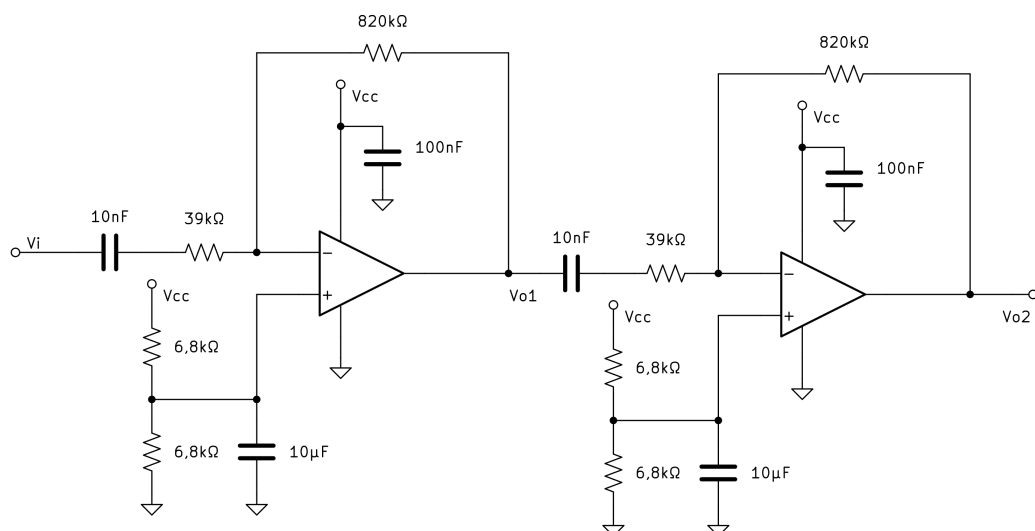 820kΩ
820kΩ
Vcc
Vcc
100nF
100nF
10nF
39kΩ
Vi
10nF
39kΩ
−
−
+
+
Vcc
Vo1
Vcc
Vo2
6,8kΩ
6,8kΩ
6,8kΩ
10µF
6,8kΩ
10µF